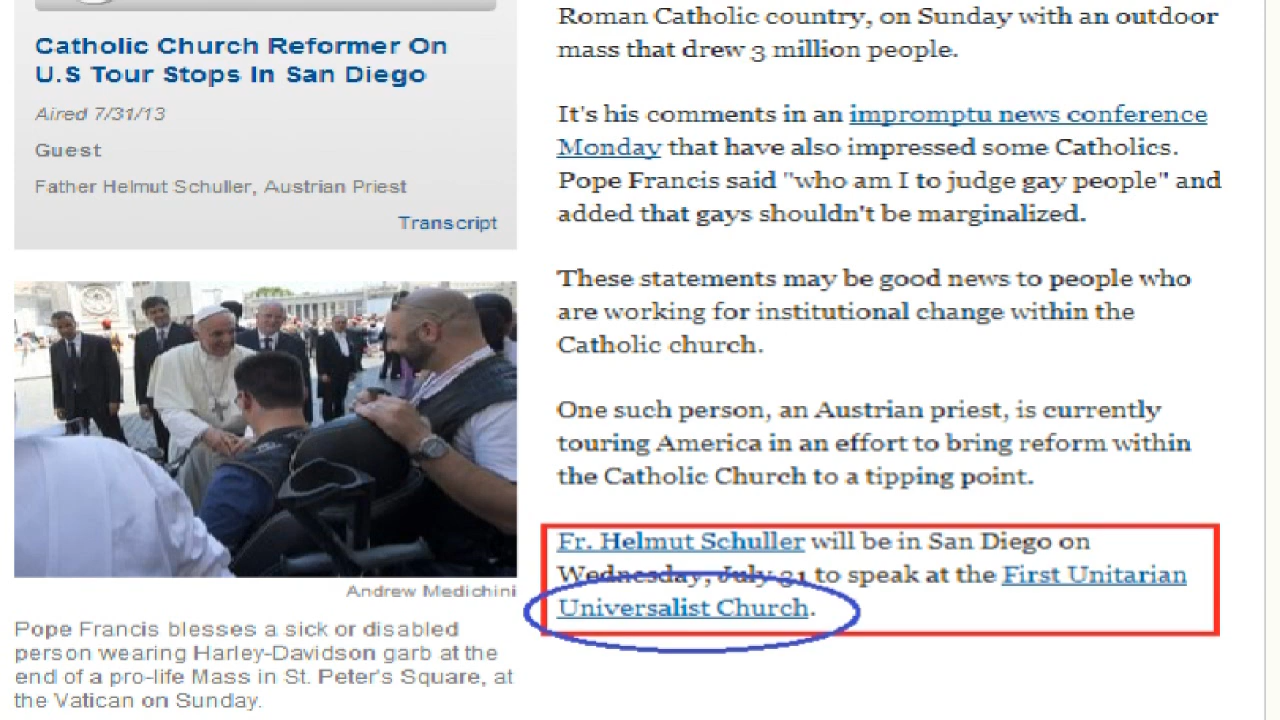 Catholic Church Reformer On
U.S Tour Stops In San Diego
Aired 7/31/13
Guest
Father Helmut Schuller, Austrian Priest
Transcript
Andrew Medichini
Pope Francis blesses a sick or disabled
person wearing Harley-Davidson garb at the
end of a pro-life Mass in St. Peter's Square, at
the Vatican on Sunday.
Roman Catholic country, on Sunday with an outdoor
mass that drew 3 million people.
It's his comments in an impromptu news conference
Monday that have also impressed some Catholics.
Pope Francis said "who am I to judge gay people" and
added that gays shouldn't be marginalized.
These statements may be good news to people who
are working for institutional change within the
Catholic church.
One such person, an Austrian priest, is currently
touring America in an effort to bring reform within
the Catholic Church to a tipping point.
Fr. Helmut Schuller will be in San Diego on
Wednesday, July 31 to speak at the First Unitarian
Universalist Church.